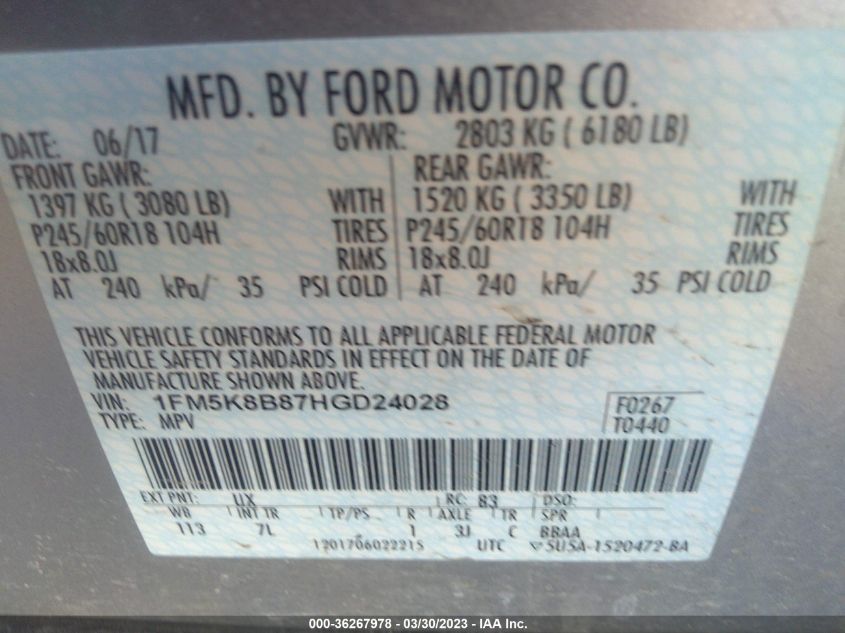 MFD. BY FORD MOTOR CO.
DATE: 06/17 GVWR: 2803 KG ( 6180 LB)
FRONT GAWR: REAR GAWR:
1397 KG ( 3080 LB) WITH 1520 KG ( 3350 LB) WITH
P245/60R18 104H TIRES P245/60R18 104H TIRES
18x8.0J RIMS 18x8.0J RIMS
AT 240 kPa/ 35 PSI COLD AT 240 kPa/ 35 PSI COLD
THIS VEHICLE CONFORMS TO ALL APPLICABLE FEDERAL MOTOR
VEHICLE SAFETY STANDARDS IN EFFECT ON THE DATE OF
MANUFACTURE SHOWN ABOVE.
VIN: 1FM5K8B87HGD24028 F0267
TYPE: MPV T0440
EXT PNT: UX RC: 83 DSO:
WB INT TR TP/PS R AXLE TR SPR
113 7L 1 3J C BBAA
1201706022215 UTC 5U5A-1520472-BA
000-36267978 - 03/30/2023 - IAA Inc.